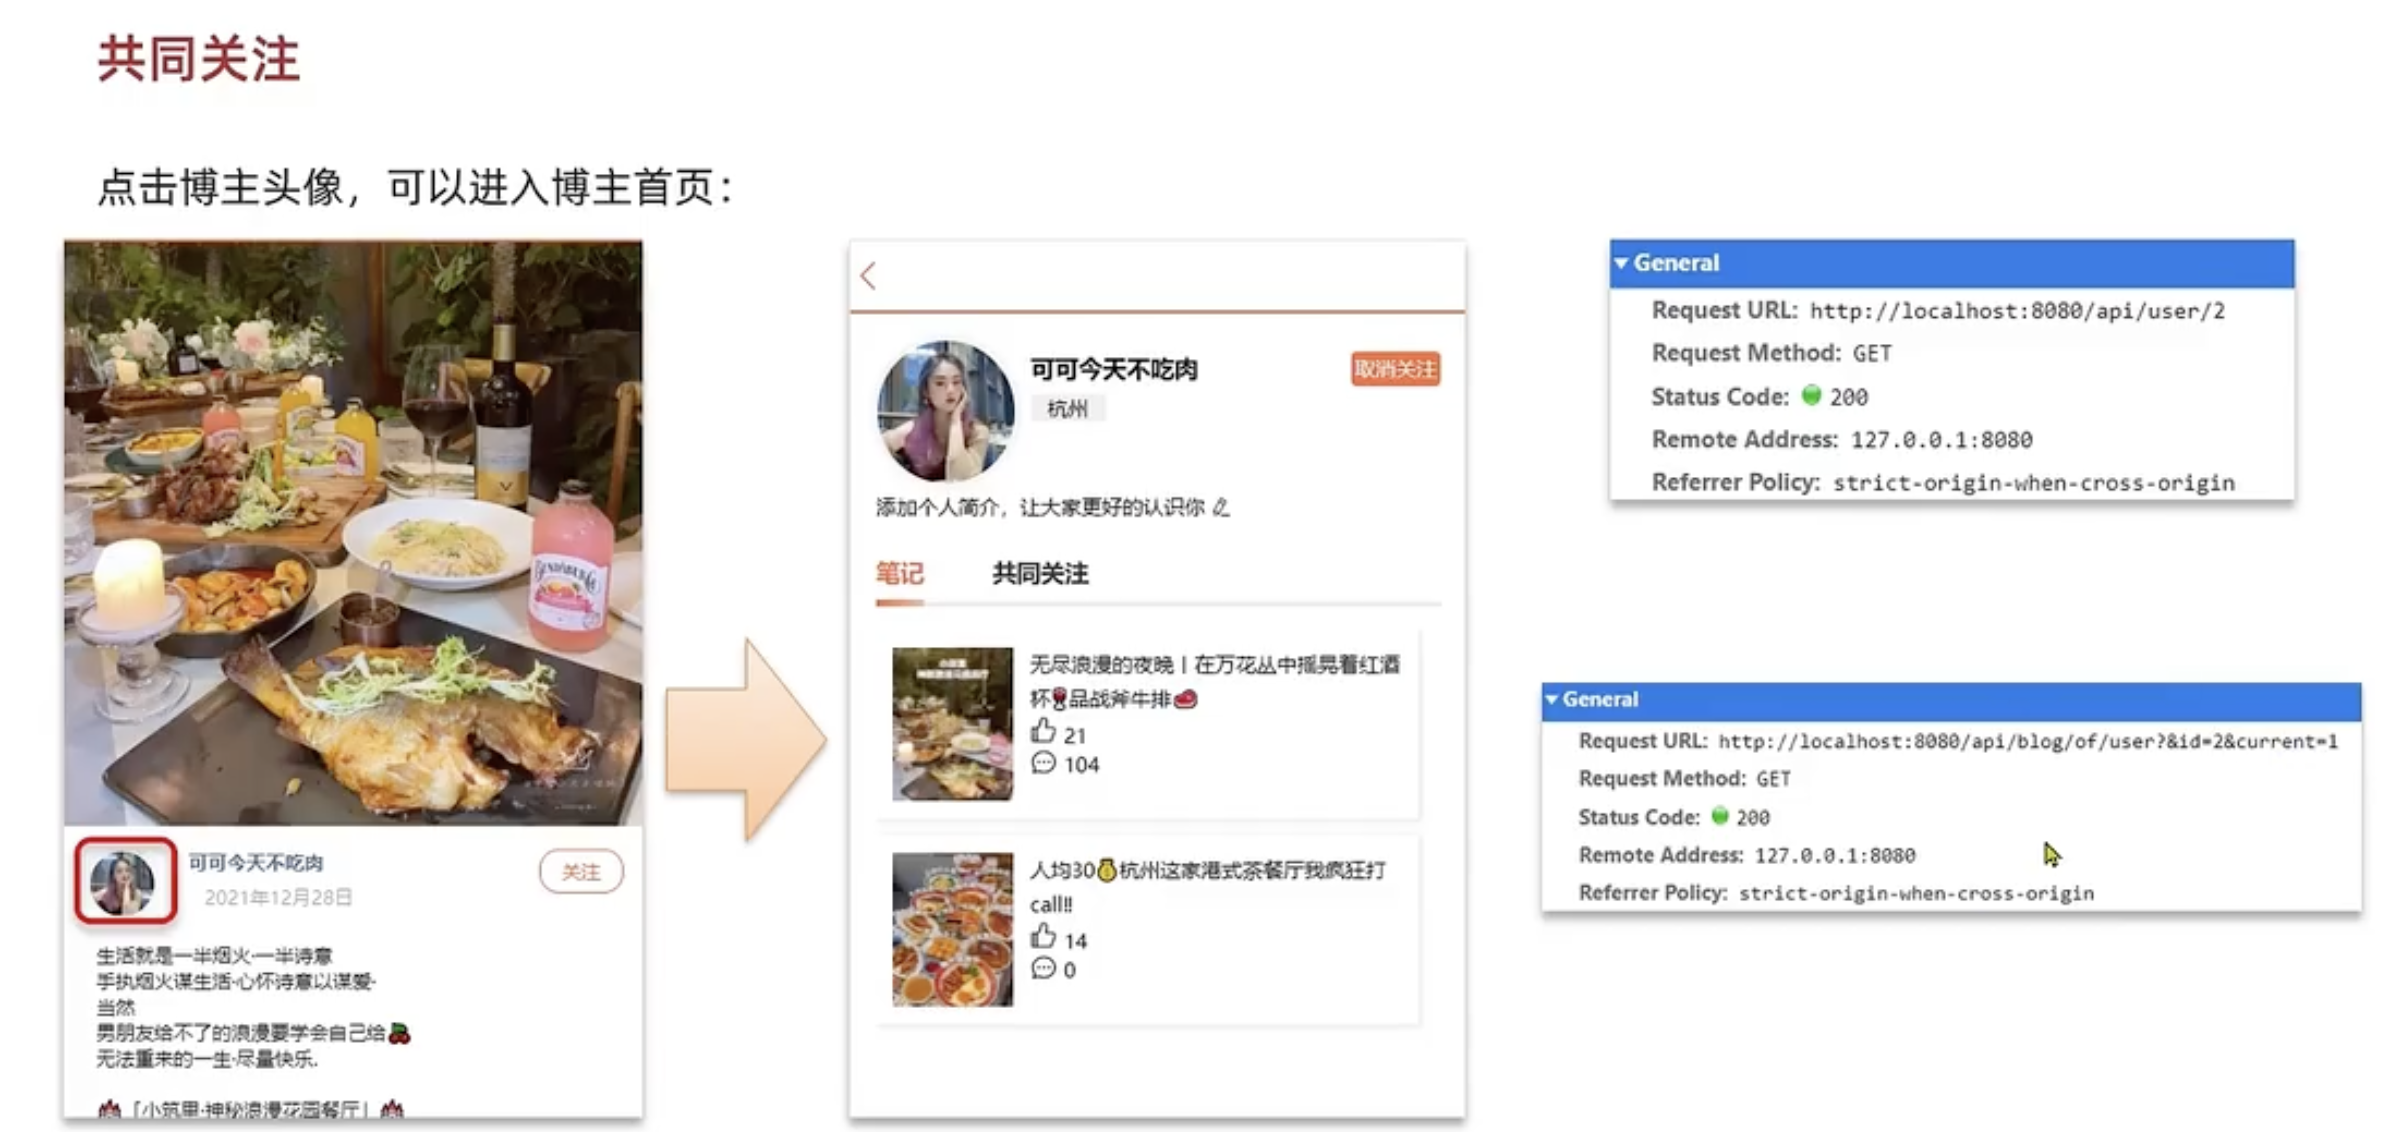 共同关注
点击博主头像，可以进入博主首页：
可可今天不吃肉
2021年12月28日
关注
生活就是一半烟火·一半诗意
手执烟火谋生活·心怀诗意以谋爱·
当然
男朋友给不了的浪漫要学会自己给🍒
无法重来的一生·尽量快乐.
「小筑里·神秘浪漫花园餐厅」
可可今天不吃肉
取消关注
杭州
添加个人简介，让大家更好的认识你
笔记 共同关注
无尽浪漫的夜晚丨在万花丛中摇晃着红酒
杯🍷品战斧牛排🥩
21
104
人均30💰杭州这家港式茶餐厅我疯狂打
call!!
14
0
General
Request URL: http://localhost:8080/api/user/2
Request Method: GET
Status Code: 200
Remote Address: 127.0.0.1:8080
Referrer Policy: strict-origin-when-cross-origin
General
Request URL: http://localhost:8080/api/blog/of/user?&id=2&current=1
Request Method: GET
Status Code: 200
Remote Address: 127.0.0.1:8080
Referrer Policy: strict-origin-when-cross-origin